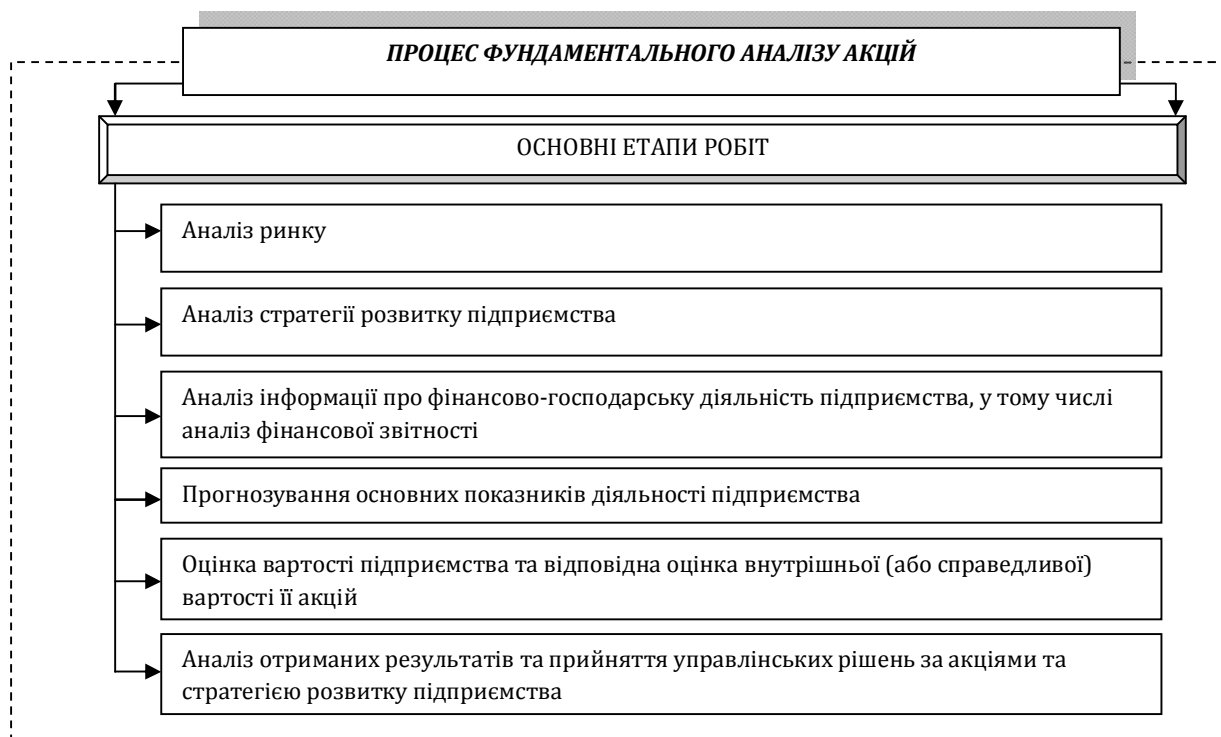 ПРОЦЕС ФУНДАМЕНТАЛЬНОГО АНАЛІЗУ АКЦІЙ
ОСНОВНІ ЕТАПИ РОБІТ
Аналіз ринку
Аналіз стратегії розвитку підприємства
Аналіз інформації про фінансово-господарську діяльність підприємства, у тому числі
аналіз фінансової звітності
Прогнозування основних показників діяльності підприємства
Оцінка вартості підприємства та відповідна оцінка внутрішньої (або справедливої)
вартості її акцій
Аналіз отриманих результатів та прийняття управлінських рішень за акціями та
стратегією розвитку підприємства